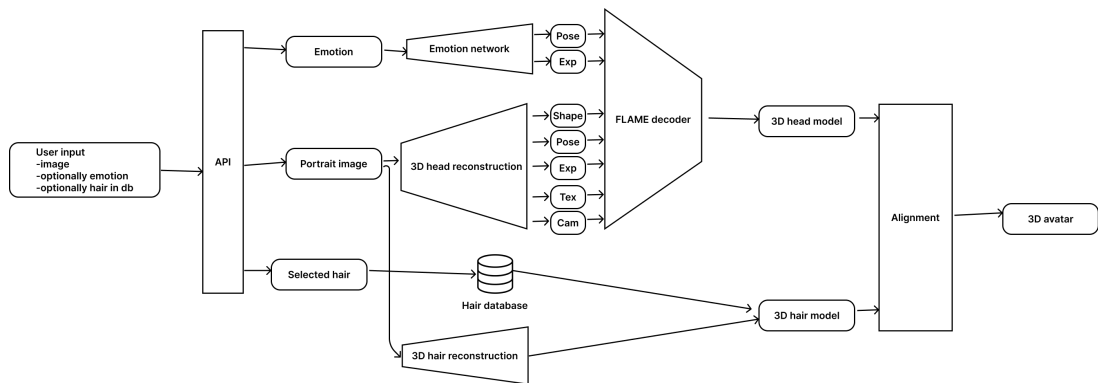 User input
-image
-optionally emotion
-optionally hair in db
API
Emotion
Portrait image
Selected hair
Emotion network
3D head reconstruction
Hair database
3D hair reconstruction
Pose
Exp
Shape
Pose
Exp
Tex
Cam
FLAME decoder
3D head model
3D hair model
Alignment
3D avatar